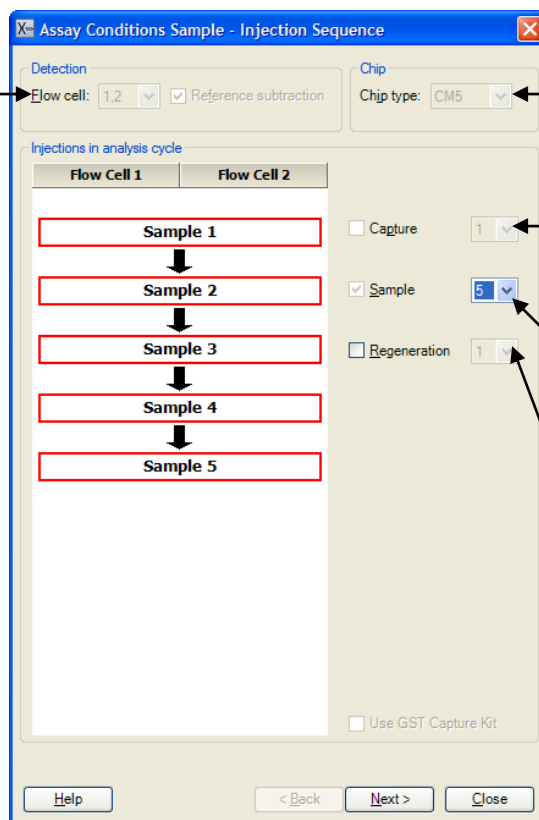 Assay Conditions Sample - Injection Sequence
Detection
Flow cell: 1,2 Reference subtraction
Chip
Chip type: CM5
Injections in analysis cycle
Flow Cell 1 Flow Cell 2
Sample 1
Capture 1
Sample 2
Sample 5
Sample 3
Regeneration 1
Sample 4
Sample 5
Use GST Capture Kit
Help < Back Next > Close